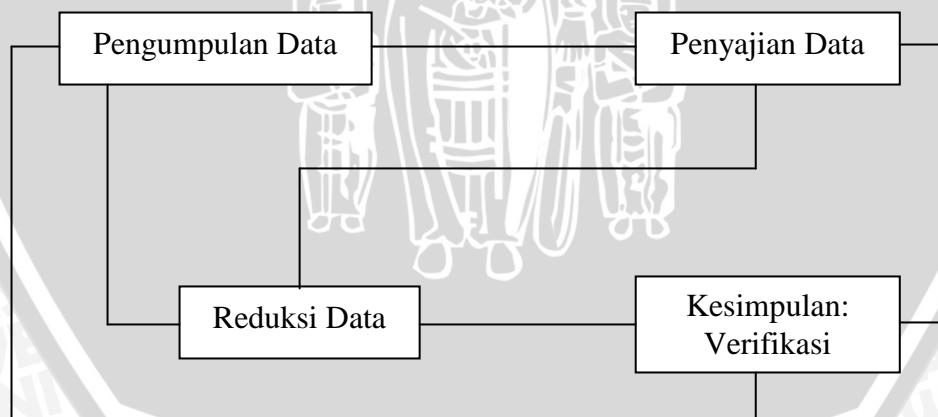 Pengumpulan Data
Penyajian Data
Reduksi Data
Kesimpulan:
Verifikasi